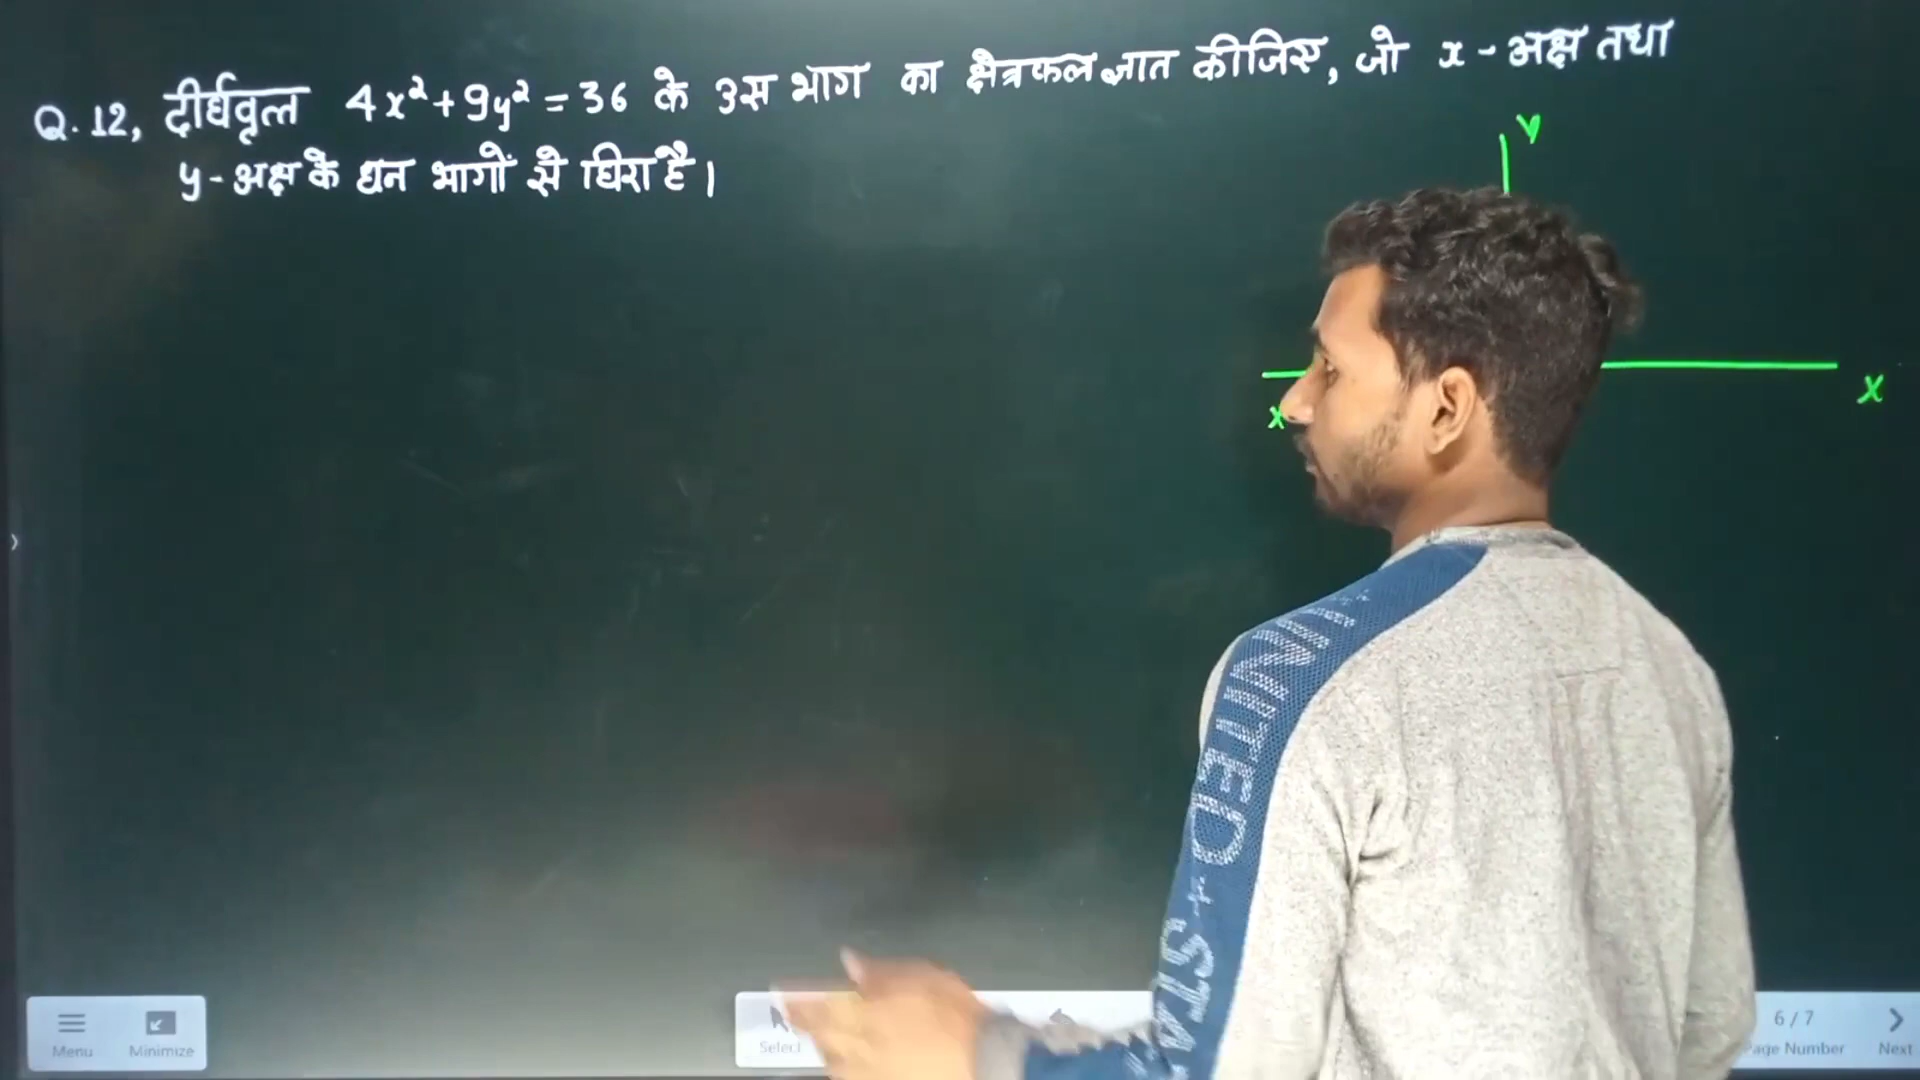 Q. 12, दीर्घवृत्त 4x²+9y² = 36 के उस भाग का क्षेत्रफल ज्ञात कीजिए, जो x - अक्ष तथा
y - अक्ष के धन भागों से घिरा है।
y
x
x
UNITED
STA
Menu
Minimize
Select
6 / 7
Page Number
Next